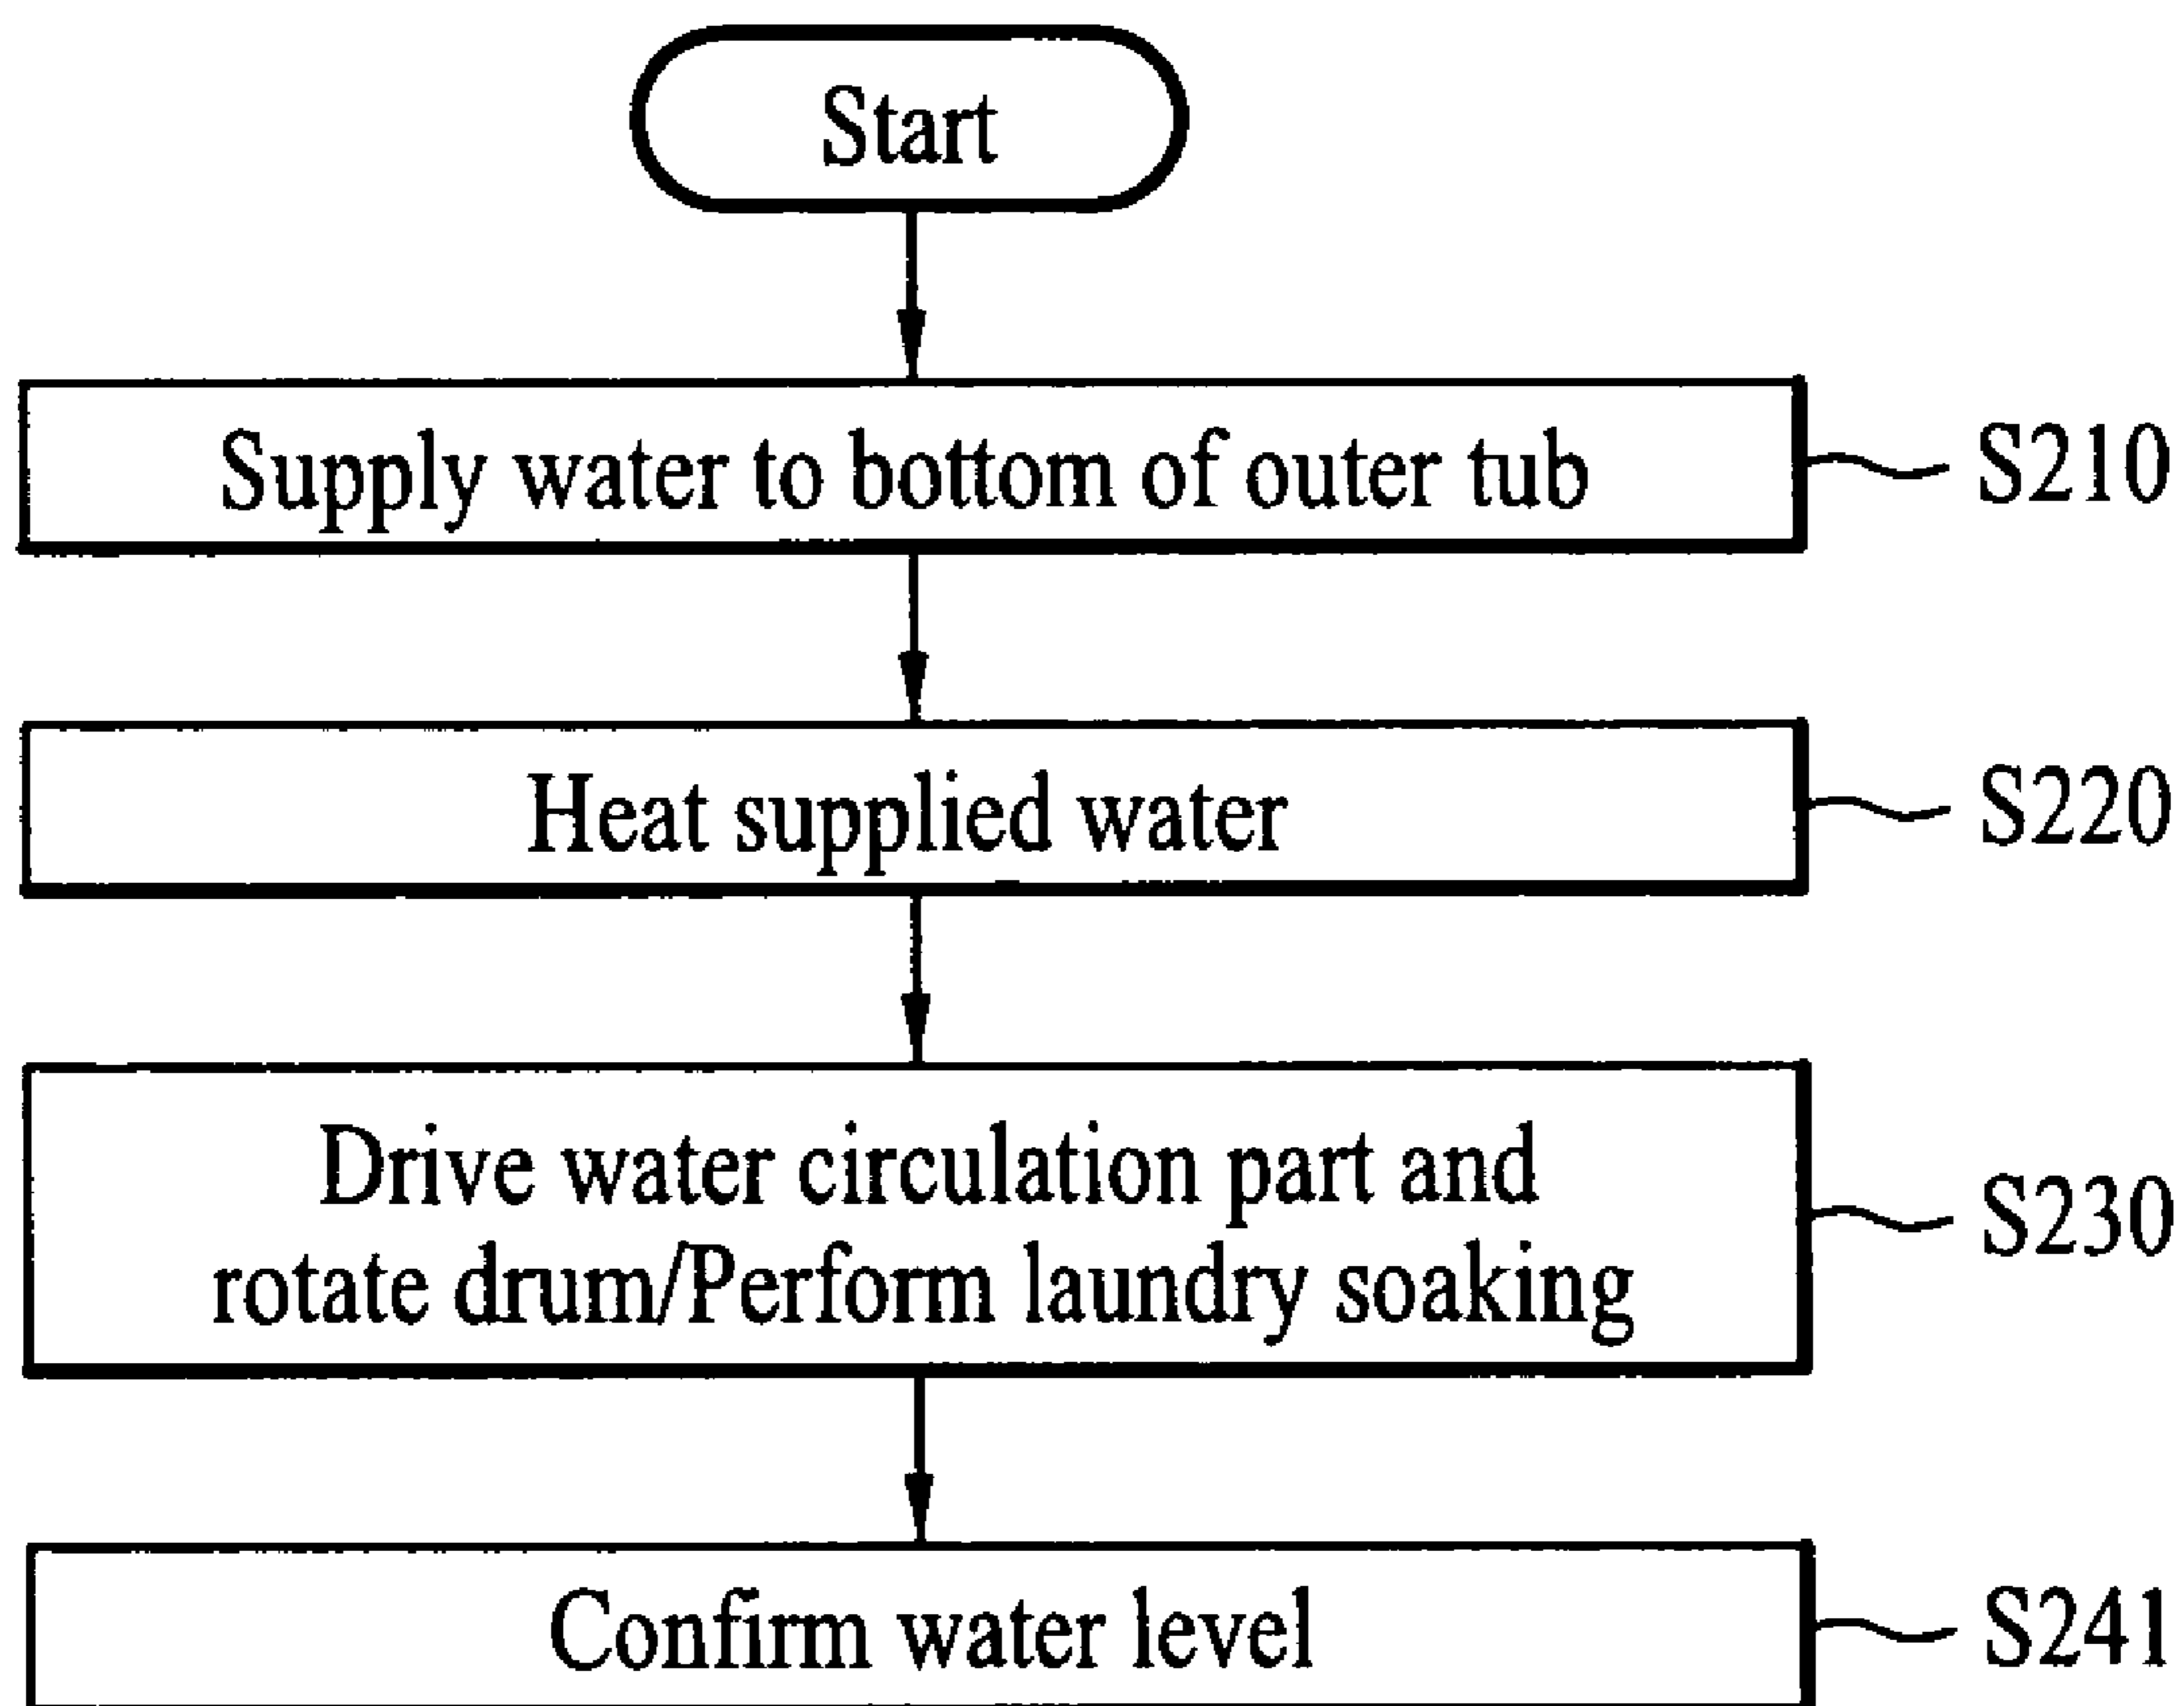 Start
Supply water to bottom of outer tub
S210
Heat supplied water
S220
Drive water circulation part and
rotate drum/Perform laundry soaking
S230
Confirm water level
S241